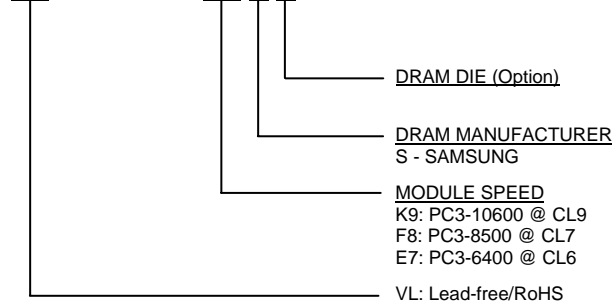 DRAM DIE (Option)
DRAM MANUFACTURER
S - SAMSUNG
MODULE SPEED
K9: PC3-10600 @ CL9
F8: PC3-8500 @ CL7
E7: PC3-6400 @ CL6
VL: Lead-free/RoHS